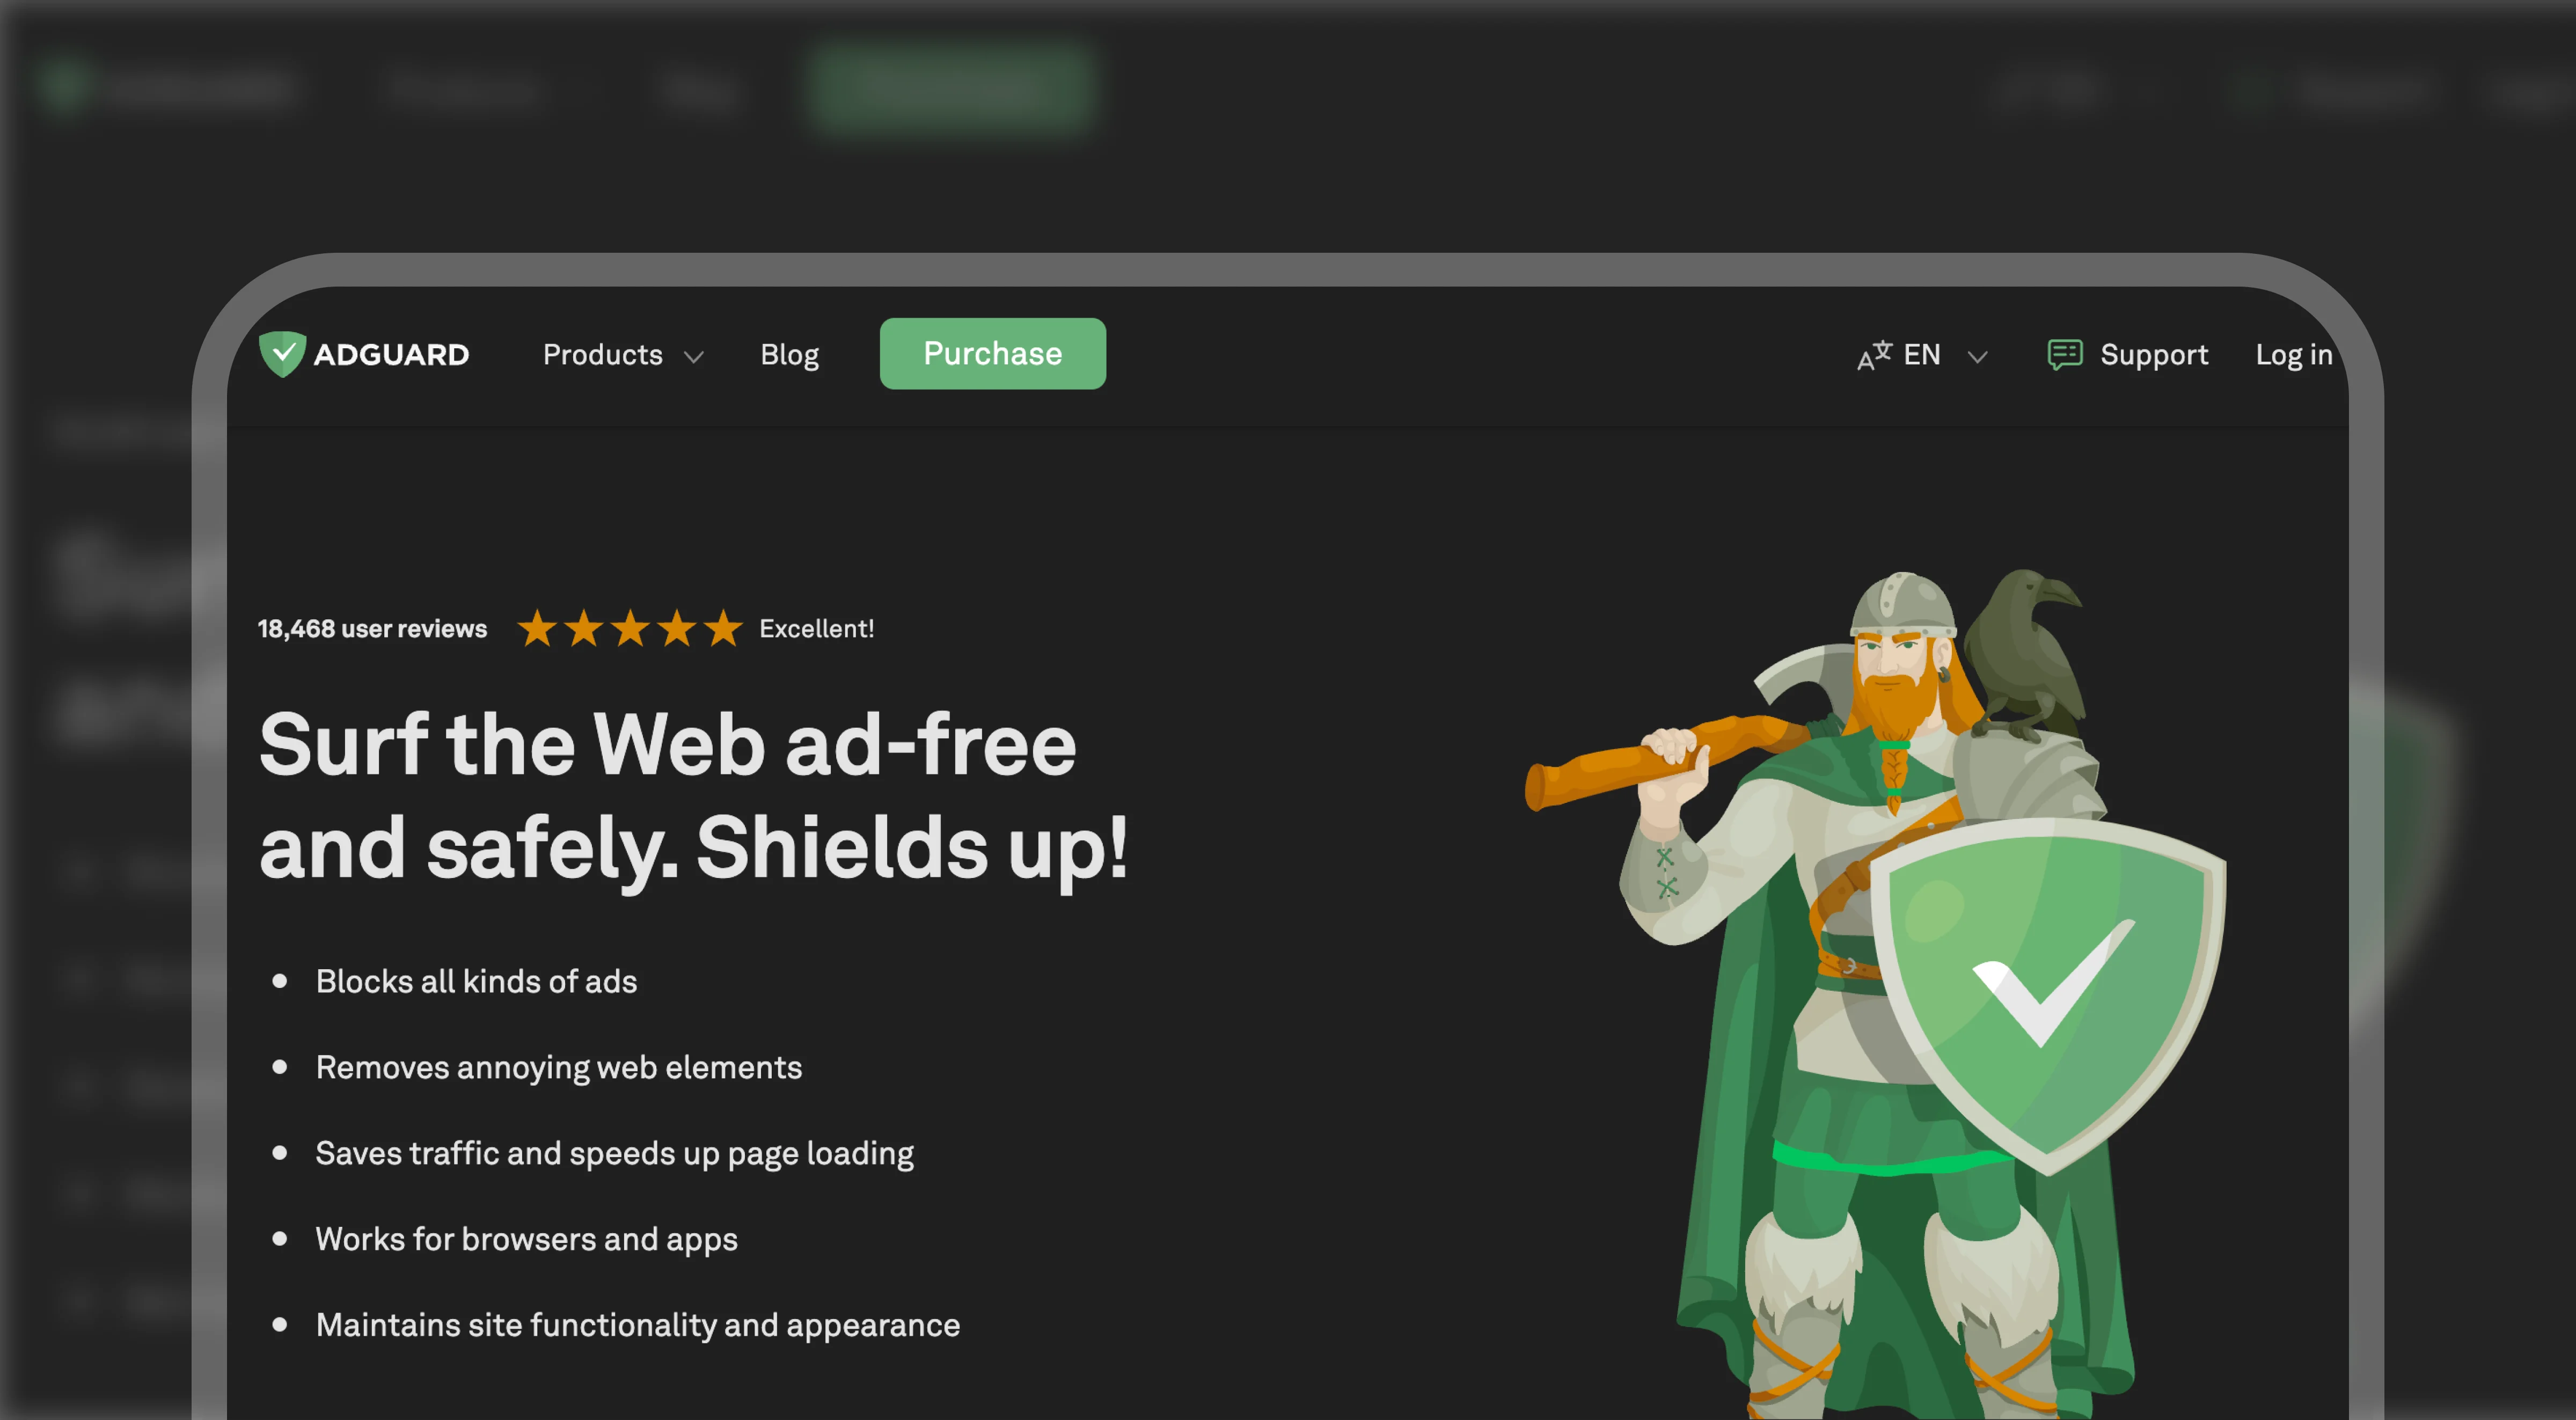 ADGUARD
Products
Blog
Purchase
EN
Support
Log in
18,468 user reviews
Excellent!
Surf the Web ad-free
and safely. Shields up!
Blocks all kinds of ads
Removes annoying web elements
Saves traffic and speeds up page loading
Works for browsers and apps
Maintains site functionality and appearance